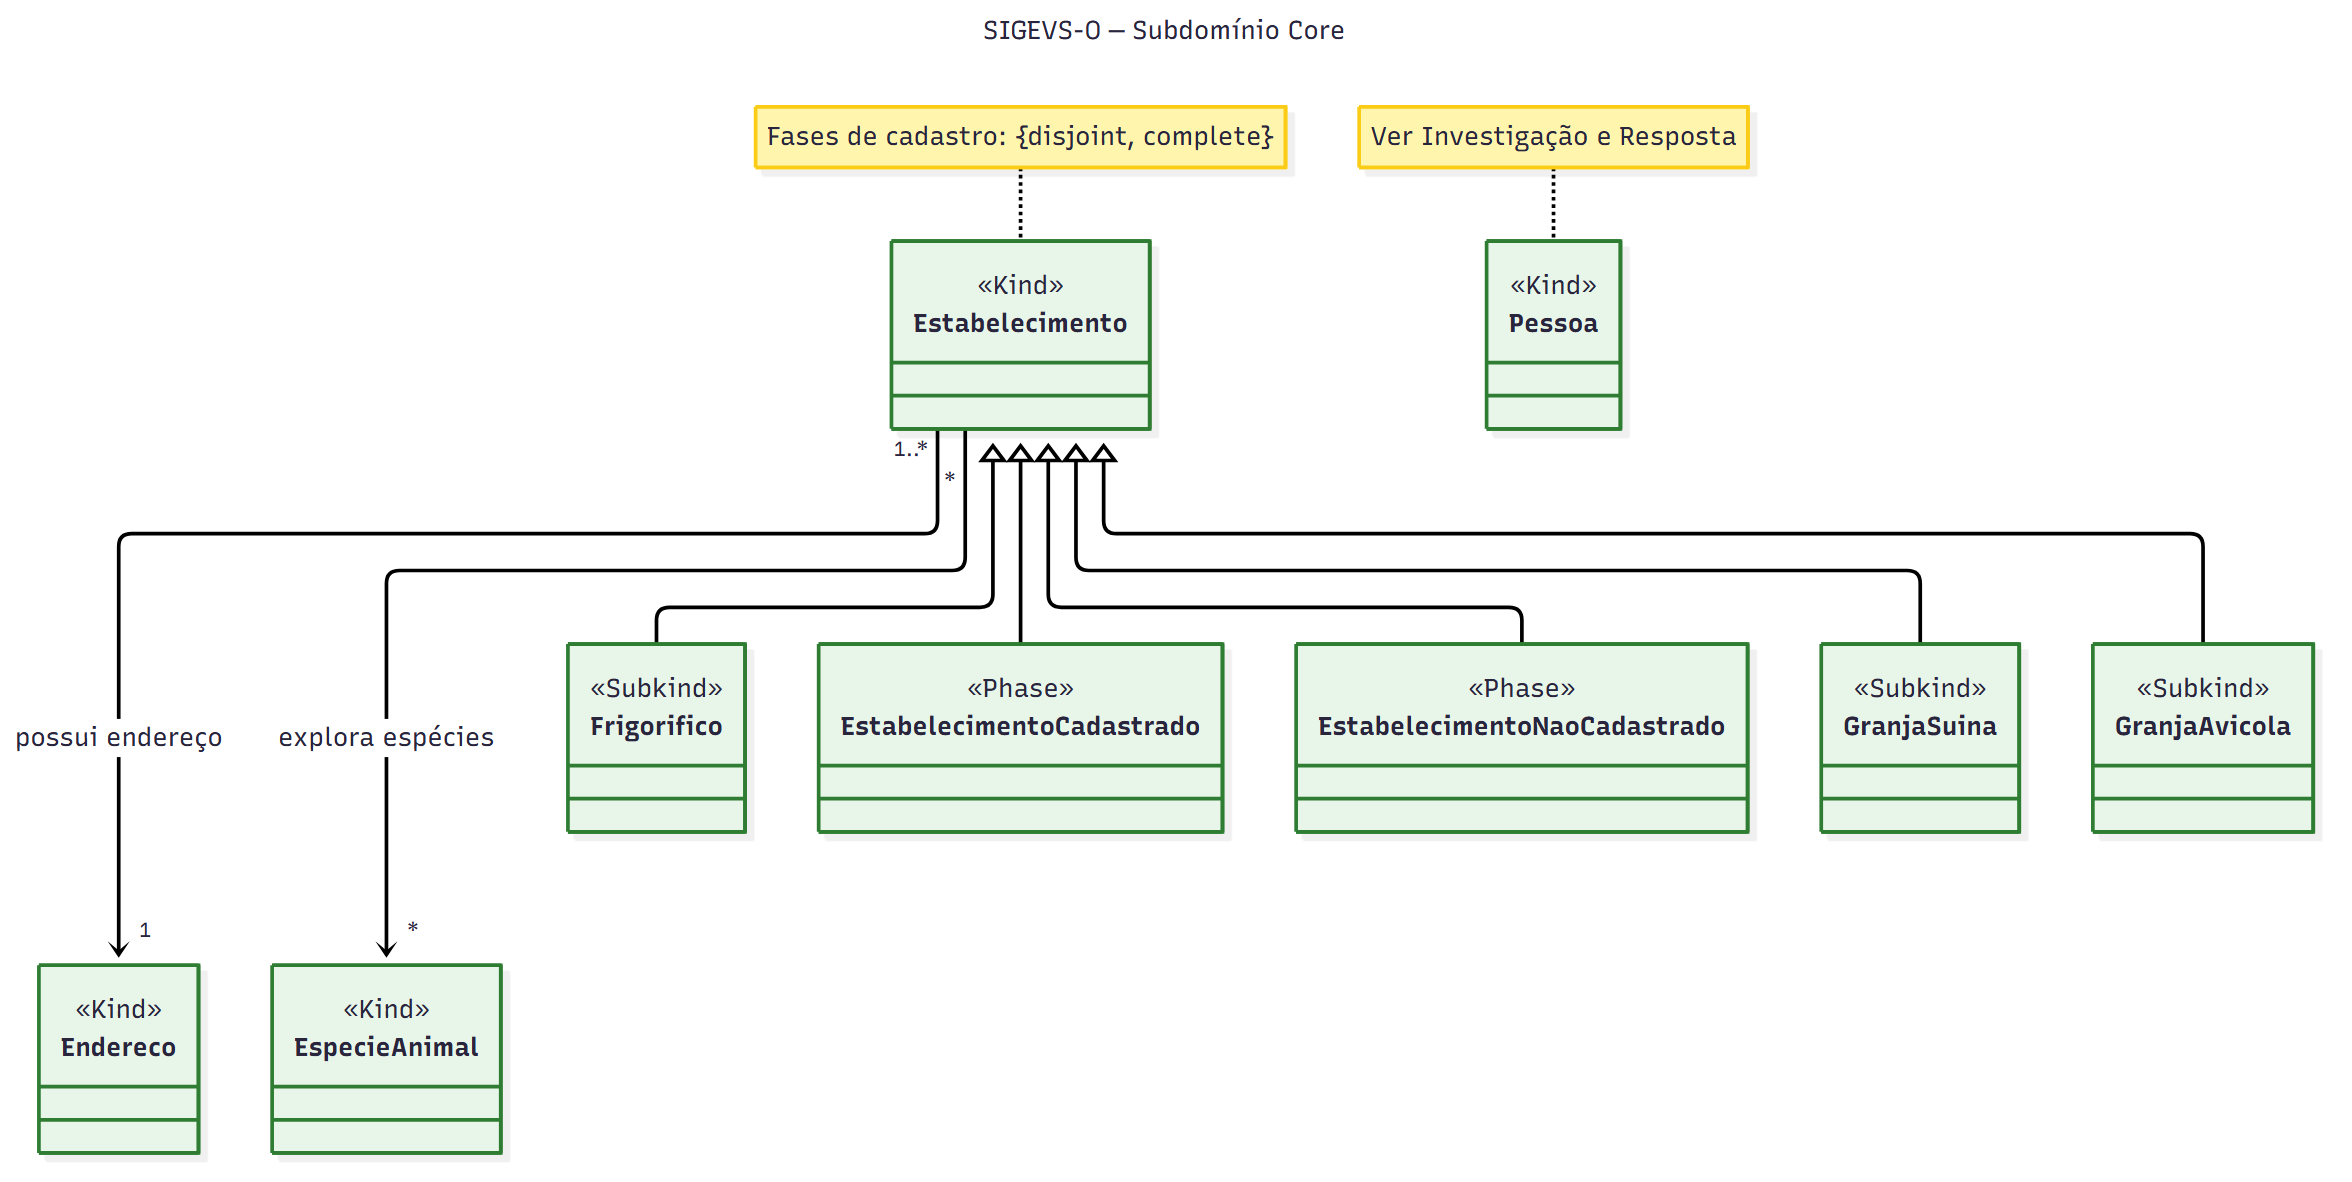 SIGEVS-O — Subdomínio Core
Fases de cadastro: {disjoint, complete}
Ver Investigação e Resposta
«Kind»
Estabelecimento
«Kind»
Pessoa
1..*
*
«Subkind»
Frigorifico
«Phase»
EstabelecimentoCadastrado
«Phase»
EstabelecimentoNaoCadastrado
«Subkind»
GranjaSuina
«Subkind»
GranjaAvicola
possui endereço
explora espécies
1
*
«Kind»
Endereco
«Kind»
EspecieAnimal